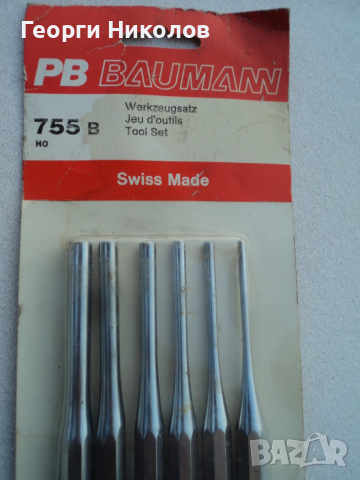 Георги Николов
PB BAUMANN
755 B
HO
Werkzeugsatz
Jeu d'outils
Tool Set
Swiss Made
BAZAR